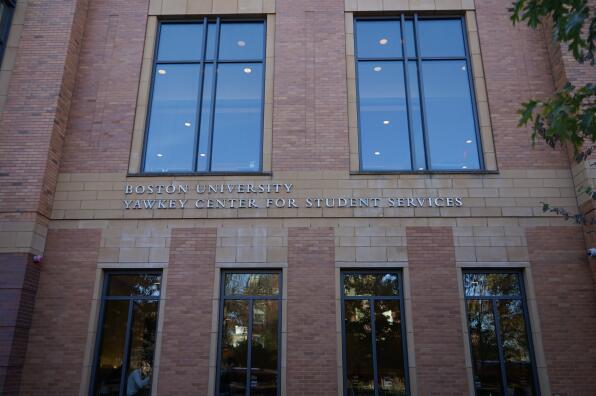 BOSTON UNIVERSITY
YAWKEY CENTER FOR STUDENT SERVICES